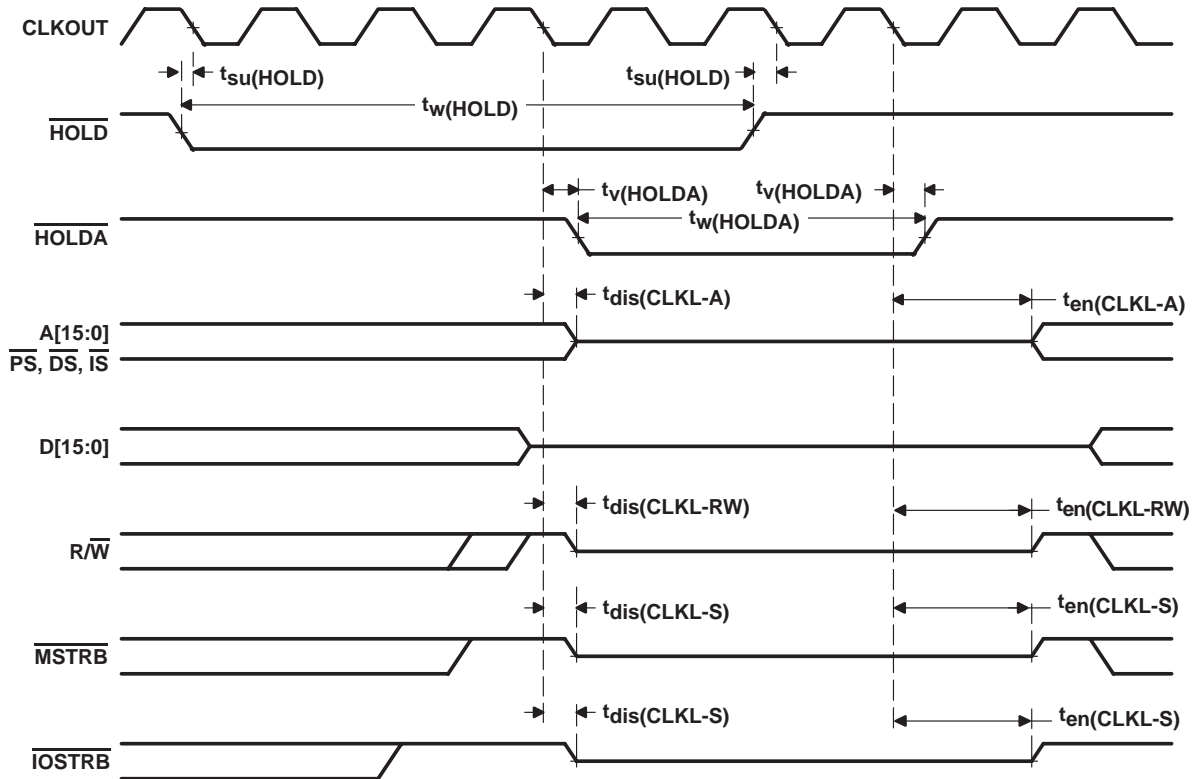 CLKOUT
tsu(HOLD)
tsu(HOLD)
tw(HOLD)
HOLD
tv(HOLDA)
tv(HOLDA)
tw(HOLDA)
HOLDA
tdis(CLKL-A)
ten(CLKL-A)
A[15:0]
PS, DS, IS
D[15:0]
tdis(CLKL-RW)
ten(CLKL-RW)
R/W
tdis(CLKL-S)
ten(CLKL-S)
MSTRB
tdis(CLKL-S)
ten(CLKL-S)
IOSTRB